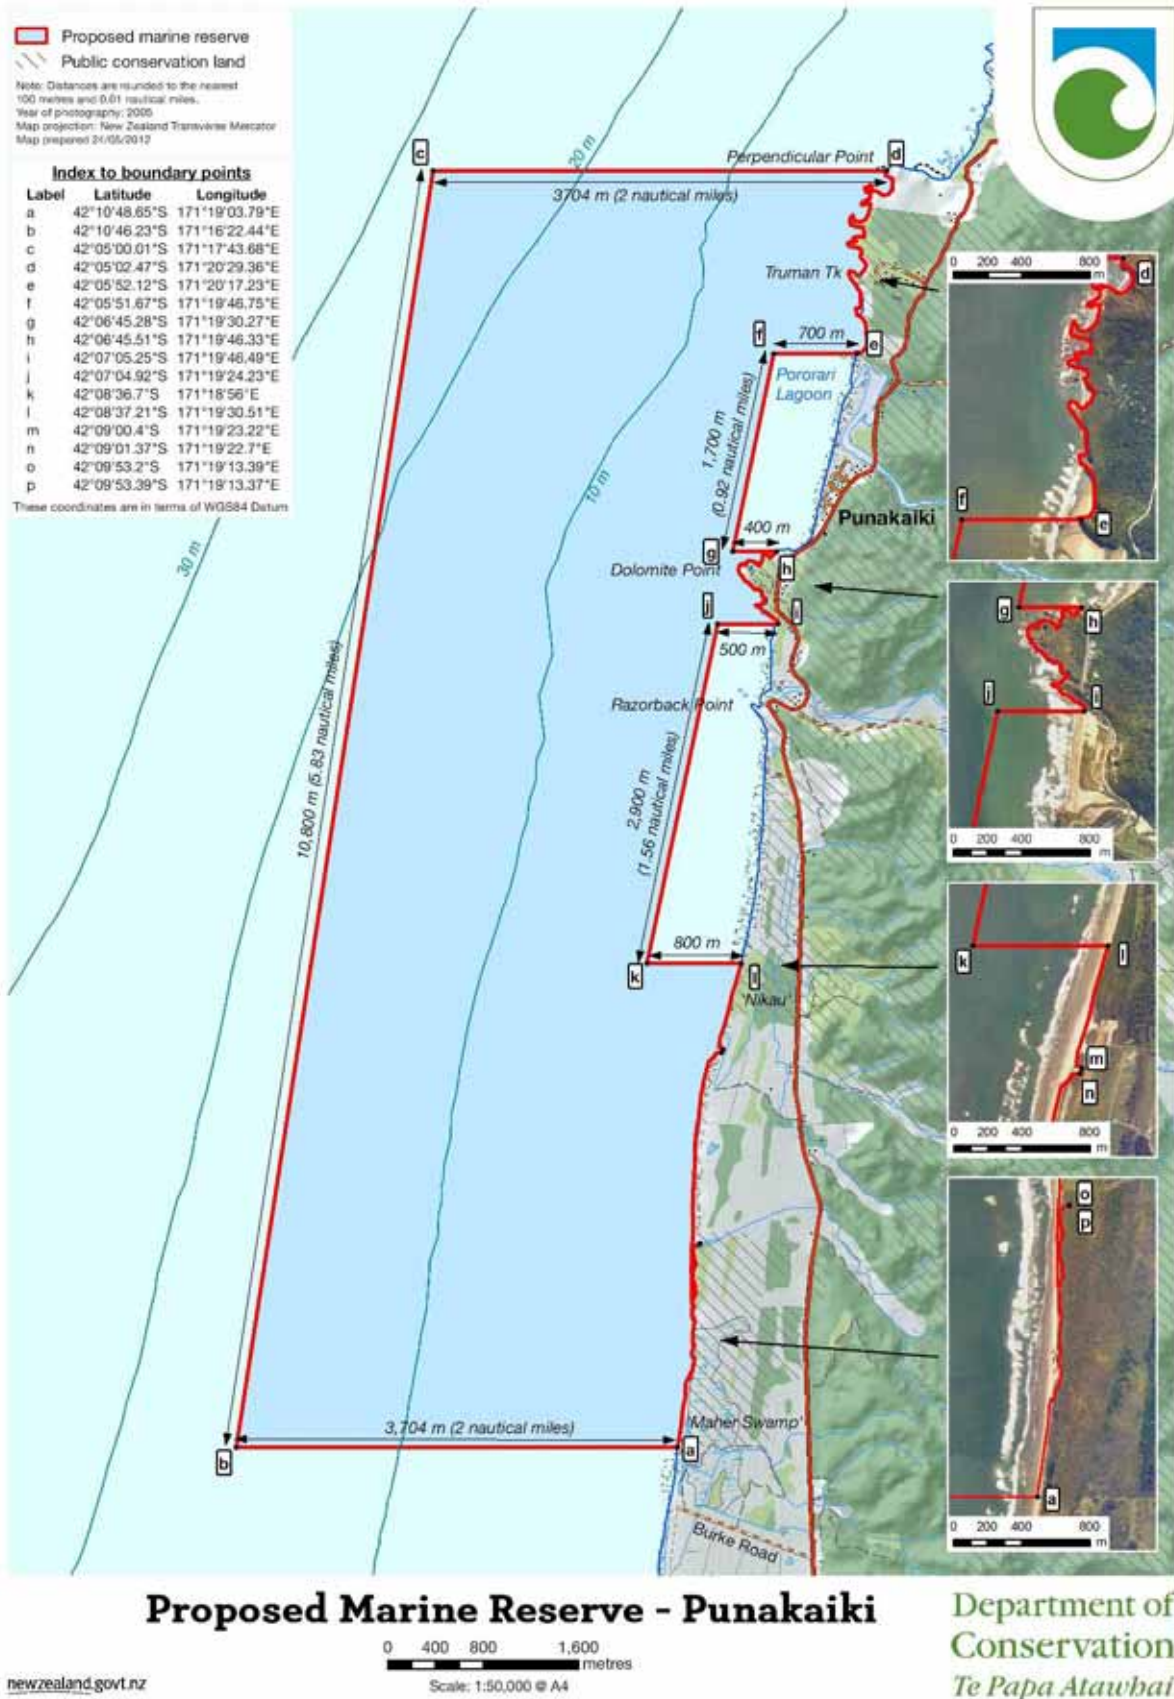 Proposed marine reserve
Public conservation land
Note: Distances are rounded to the nearest
100 metres and 0.01 nautical miles.
Year of photography: 2005
Map projection: New Zealand Transverse Mercator
Map prepared 24/05/2012
Index to boundary points
Label Latitude Longitude
a 42°10'48.65"S 171°19'03.79"E
b 42°10'46.23"S 171°16'22.44"E
c 42°05'00.01"S 171°17'43.68"E
d 42°05'02.47"S 171°20'29.36"E
e 42°05'52.12"S 171°20'17.23"E
f 42°05'51.67"S 171°19'46.75"E
g 42°06'45.28"S 171°19'30.27"E
h 42°06'45.51"S 171°19'46.33"E
i 42°07'05.25"S 171°19'46.49"E
j 42°07'04.92"S 171°19'24.23"E
k 42°08'36.7"S 171°18'56"E
l 42°08'37.21"S 171°19'30.51"E
m 42°09'00.4"S 171°19'23.22"E
n 42°09'01.37"S 171°19'22.7"E
o 42°09'53.2"S 171°19'13.39"E
p 42°09'53.39"S 171°19'13.37"E
These coordinates are in terms of WGS84 Datum
c
20 m
Perpendicular Point
d
3704 m (2 nautical miles)
Truman Tk
f
700 m
e
Pororari
Lagoon
1,700 m
(0.92 nautical miles)
10 m
Punakaiki
400 m
g
h
30 m
Dolomite Point
j
i
500 m
Razorback Point
10,800 m (5.83 nautical miles)
2,900 m
(1.56 nautical miles)
800 m
k
l
'Nikau'
3,704 m (2 nautical miles)
'Maher Swamp'
b
a
Burke Road
0 200 400 800
m
d
f
e
g
h
j
i
0 200 400 800
m
k
l
m
n
0 200 400 800
m
o
p
a
0 200 400 800
m
Proposed Marine Reserve - Punakaiki
0 400 800 1,600
metres
Scale: 1:50,000 @ A4
newzealand.govt.nz
Department of
Conservation
Te Papa Atawhai